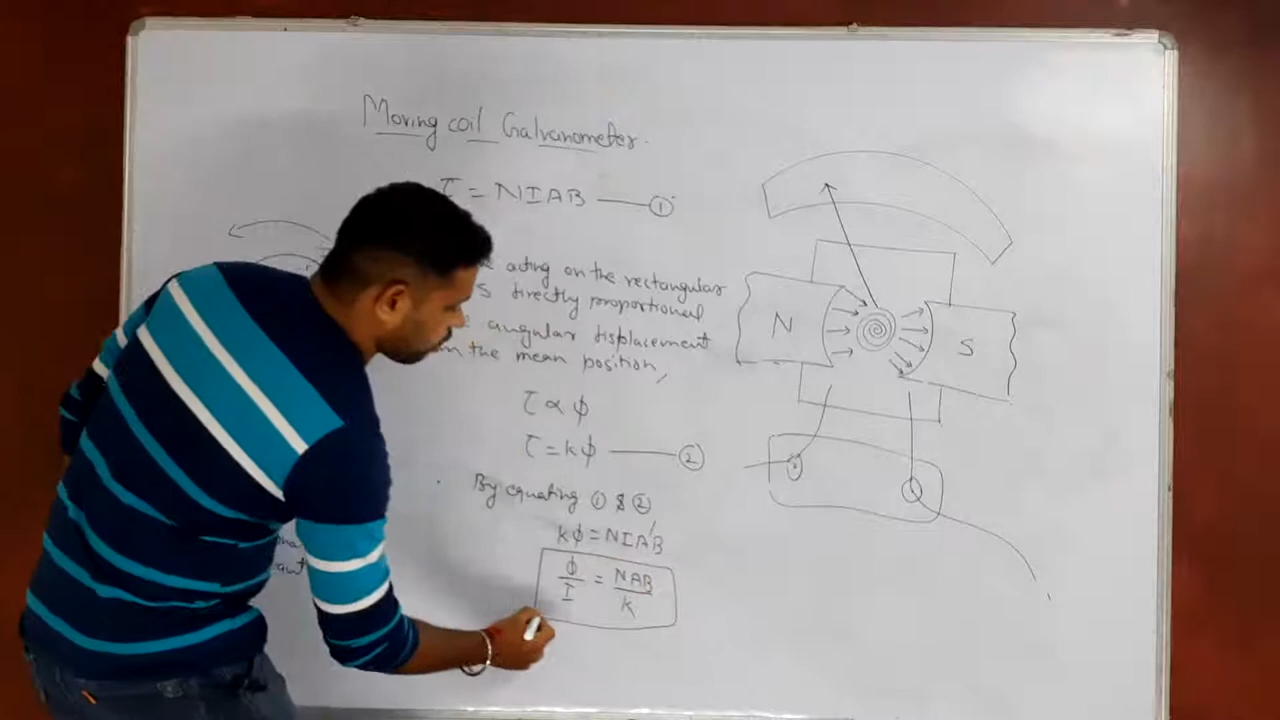 Moving coil Galvanometer.
τ = NIAB —— ①
acting on the rectangular
s directly proportional
angular displacement
the mean position,
τ ∝ ϕ
τ = kϕ —— ②
By equating ① & ②
kϕ = NIAB
ϕ/I = NAB/k
N
S